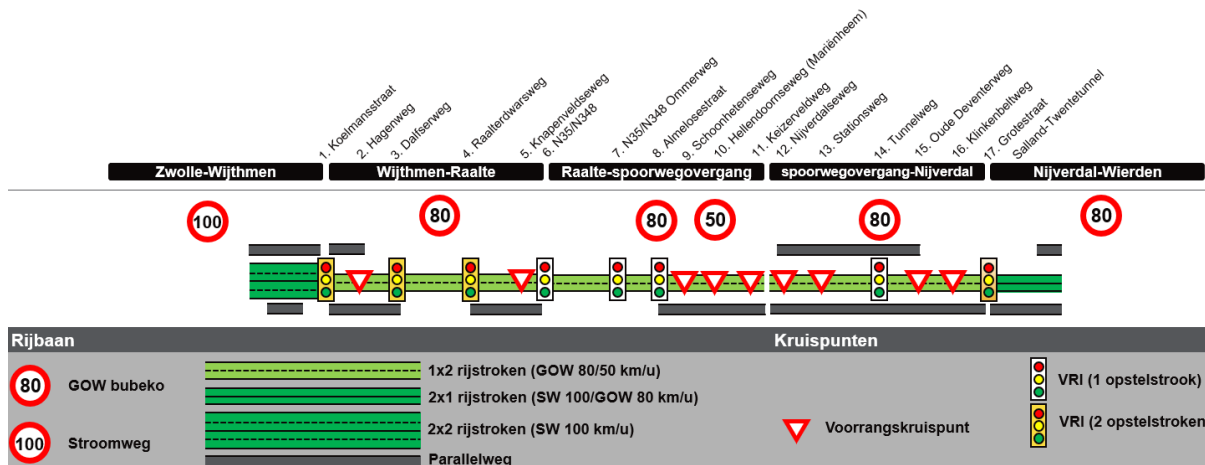 1. Koelmansstraat
2. Hagenweg
3. Dalfserweg
4. Raalterdwarsweg
5. Knapenveldseweg
6. N35/N348
7. N35/N348 Ommerweg
8. Almelosestraat
9. Schoonhetenseweg
10. Hellendoornseweg (Mariënheem)
11. Keizerveldweg
12. Nijverdalseweg
13. Stationsweg
14. Tunnelweg
15. Oude Deventerweg
16. Klinkenbeltweg
17. Grotestraat
Salland-Twentetunnel
Zwolle-Wijthmen
Wijthmen-Raalte
Raalte-spoorwegovergang
spoorwegovergang-Nijverdal
Nijverdal-Wierden
100
80
80
50
80
80
Rijbaan
Kruispunten
80
GOW bubeko
1x2 rijstroken (GOW 80/50 km/u)
2x1 rijstroken (SW 100/GOW 80 km/u)
100
Stroomweg
2x2 rijstroken (SW 100 km/u)
Parallelweg
Voorrangskruispunt
VRI (1 opstelstrook)
VRI (2 opstelstroken